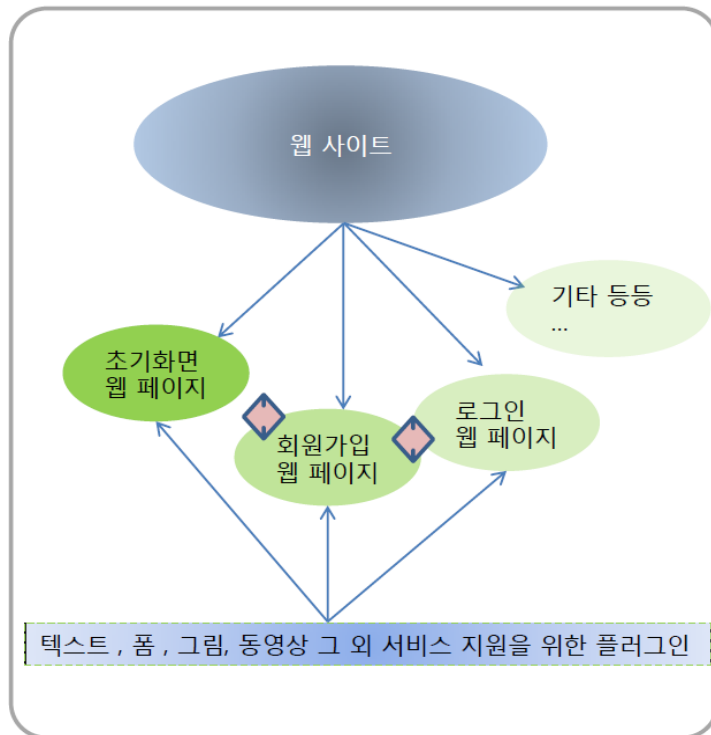 웹 사이트
기타 등등
...
초기화면
웹 페이지
로그인
웹 페이지
회원가입
웹 페이지
텍스트 , 폼 , 그림, 동영상 그 외 서비스 지원을 위한 플러그인